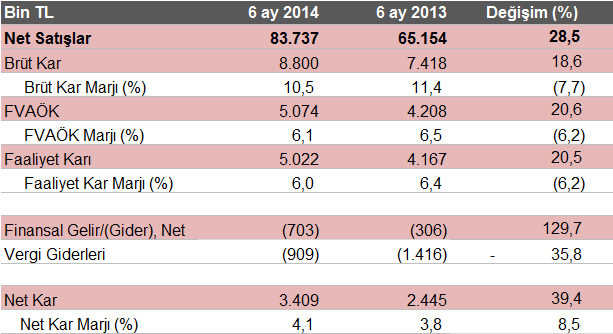 Bin TL 6 ay 2014 6 ay 2013 Değişim (%)
Net Satışlar 83.737 65.154 28,5
Brüt Kar 8.800 7.418 18,6
Brüt Kar Marjı (%) 10,5 11,4 (7,7)
FVAÖK 5.074 4.208 20,6
FVAÖK Marjı (%) 6,1 6,5 (6,2)
Faaliyet Karı 5.022 4.167 20,5
Faaliyet Kar Marjı (%) 6,0 6,4 (6,2)
Finansal Gelir/(Gider), Net (703) (306) 129,7
Vergi Giderleri (909) (1.416) - 35,8
Net Kar 3.409 2.445 39,4
Net Kar Marjı (%) 4,1 3,8 8,5